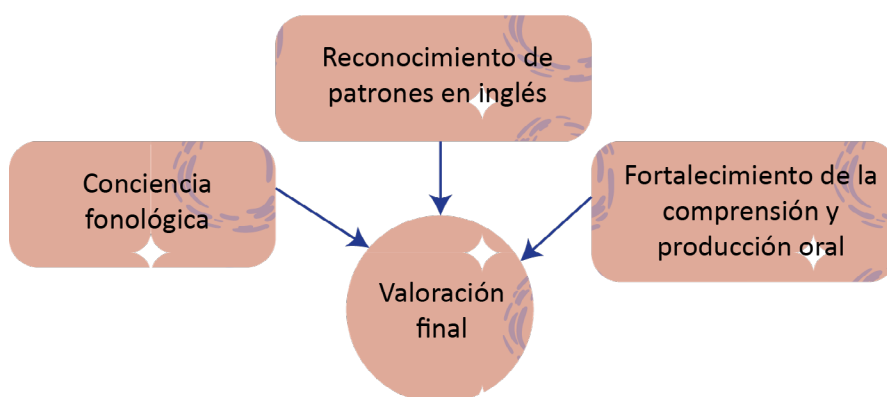 Reconocimiento de
patrones en inglés
Conciencia
fonológica
Fortalecimiento de la
comprensión y
producción oral
Valoración
final